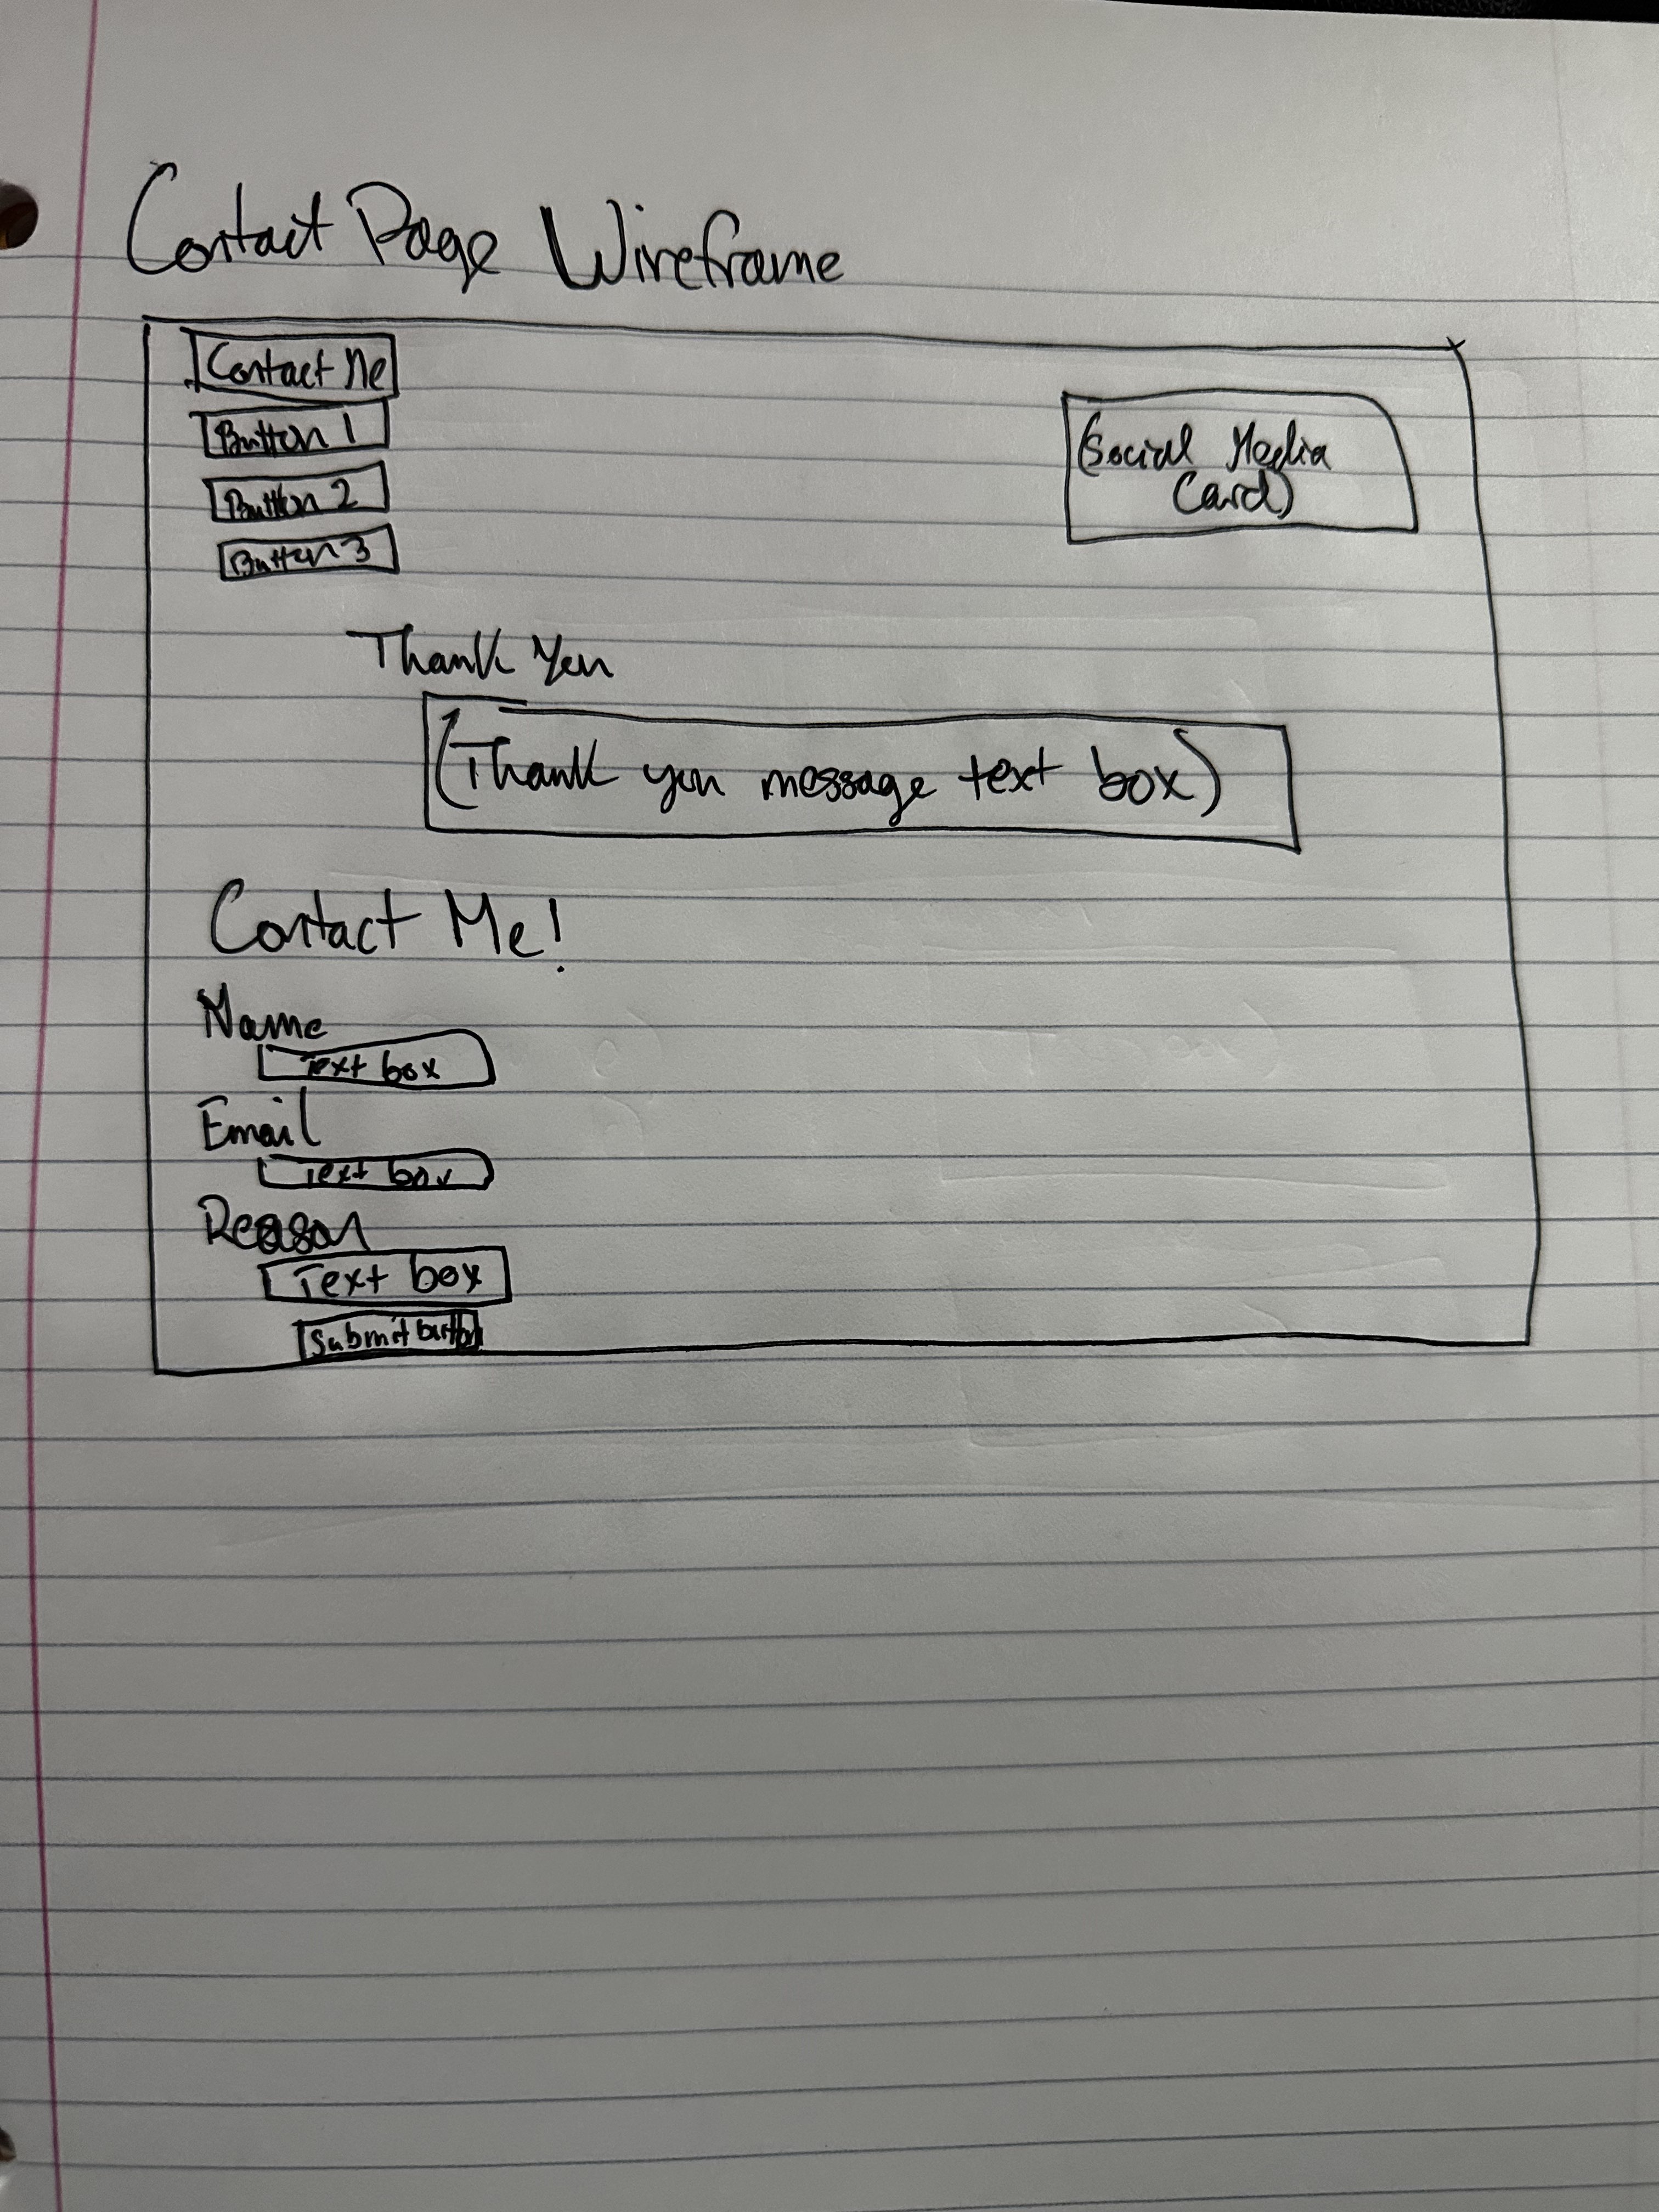 Contact Page Wireframe
Contact Me
Button 1
Button 2
Button 3
(Social Media
Card)
Thank You
(Thank you message text box)
Contact Me!
Name
Text box
Email
Text box
Reason
Text box
Submit button